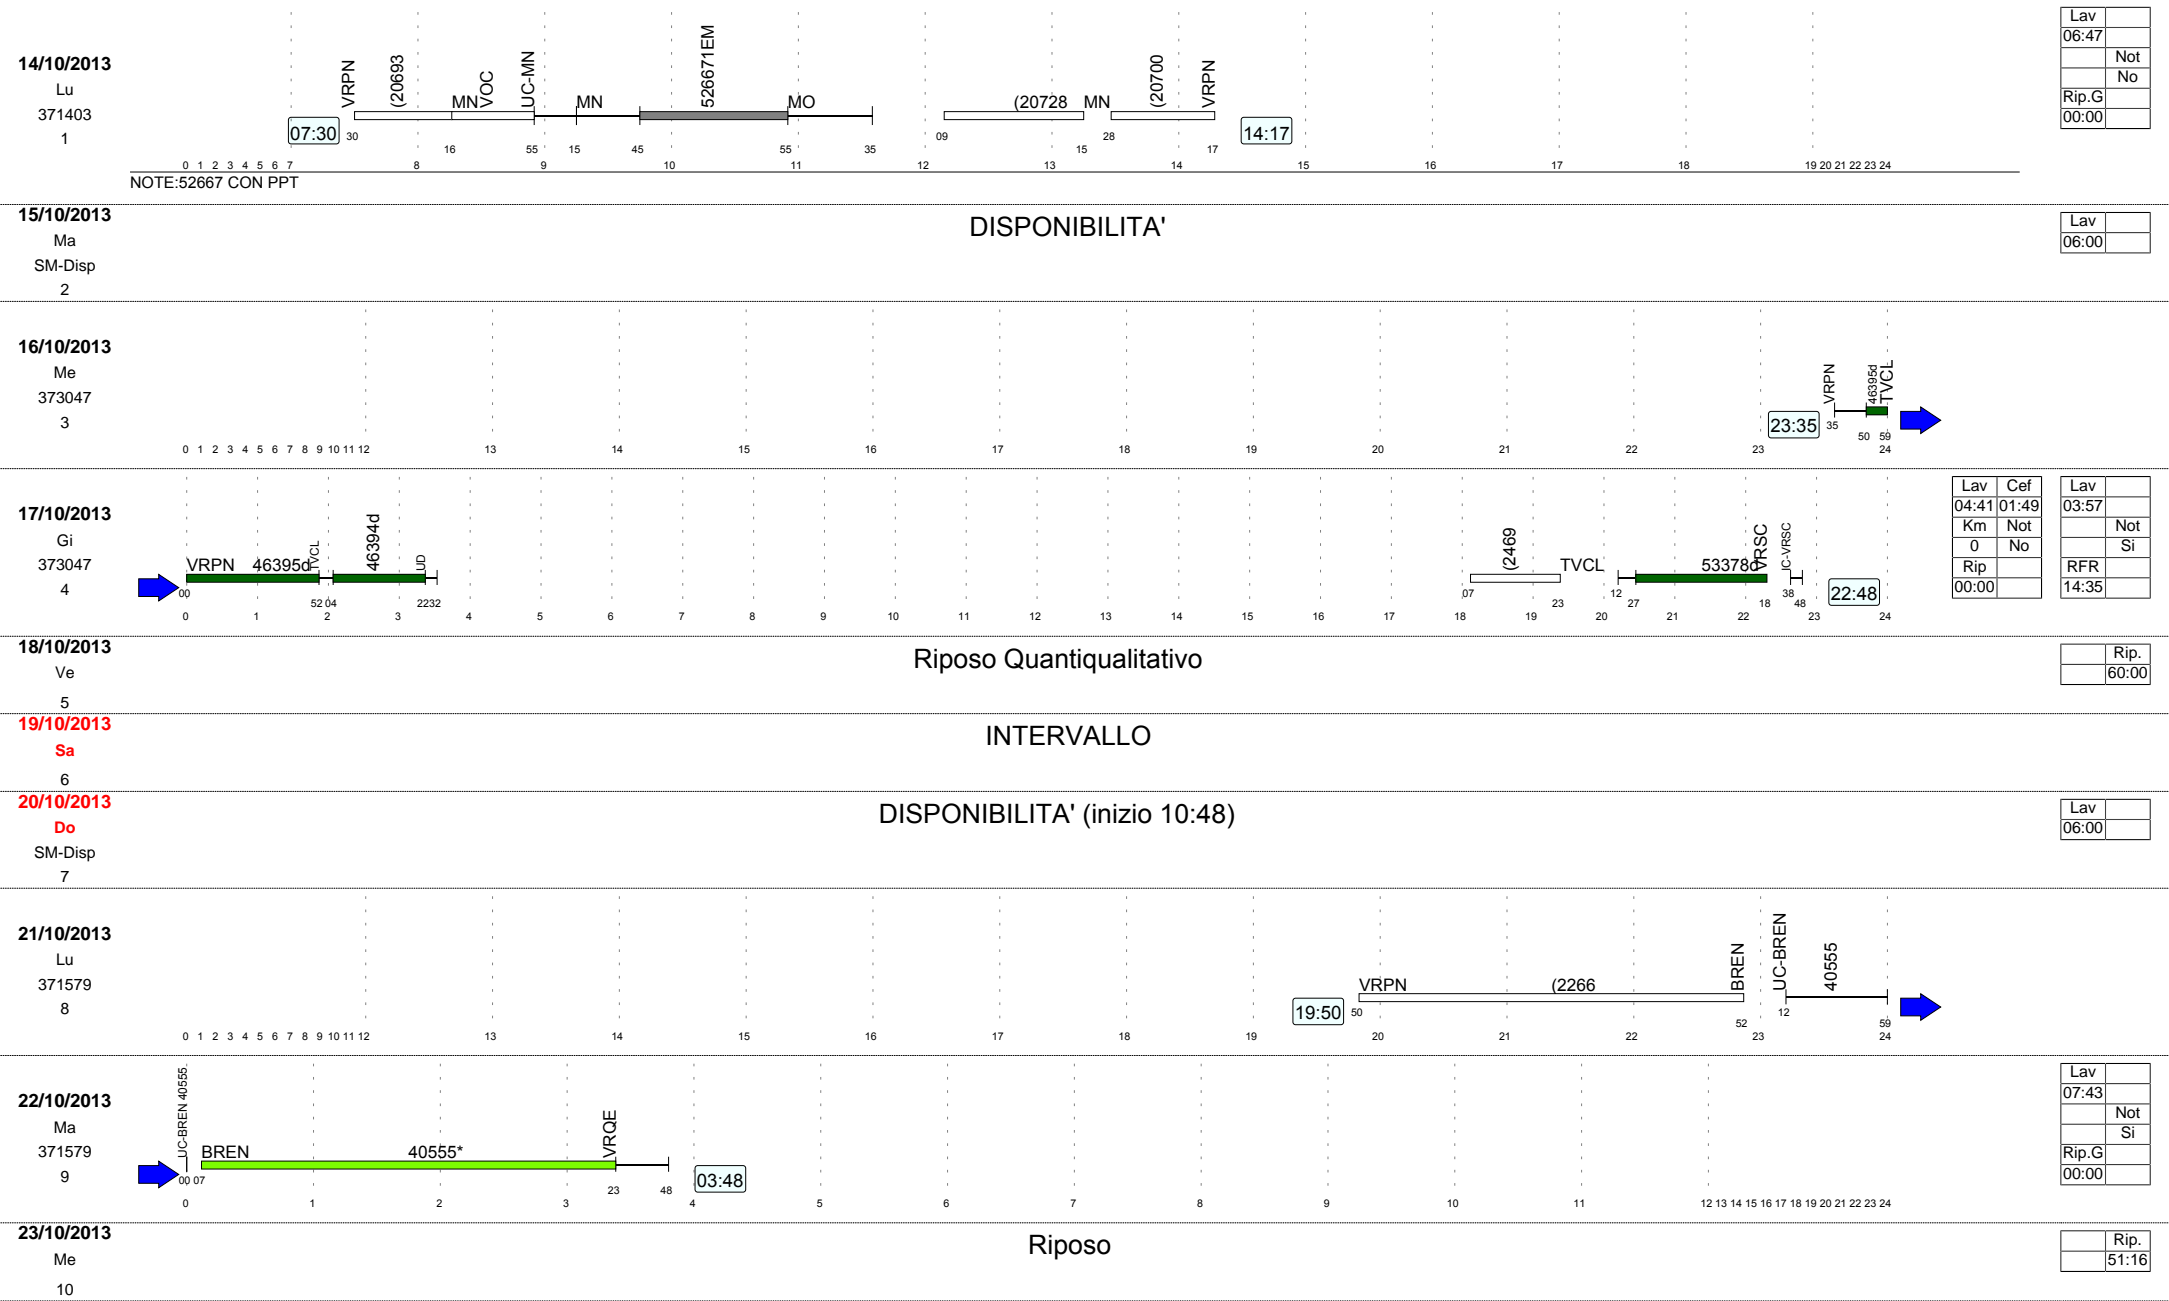 14/10/2013
Lu
371403
1
07:30
VRPN (20693 MN VOC UC-MN MN 526671EM MO (20728 MN (20700 VRPN
30 16 55 15 45 55 35 09 15 28 17
14:17
0 1 2 3 4 5 6 7 8 9 10 11 12 13 14 15 16 17 18 19 20 21 22 23 24
NOTE:52667 CON PPT
Lav
06:47
Not
No
Rip.G
00:00
15/10/2013
Ma
SM-Disp
2
DISPONIBILITA'
Lav
06:00
16/10/2013
Me
373047
3
23:35
VRPN 46395d TVCL
35 50 59
0 1 2 3 4 5 6 7 8 9 10 11 12 13 14 15 16 17 18 19 20 21 22 23 24
17/10/2013
Gi
373047
4
VRPN 46395d TVCL 46394d UD (2469 TVCL 53378d VRSC
00 52 04 22 32 07 23 12 27 18 38 48
22:48
0 1 2 3 4 5 6 7 8 9 10 11 12 13 14 15 16 17 18 19 20 21 22 23 24
Lav Cef
04:41 01:49
Km Not
0 No
Rip
00:00
Lav
03:57
Not
Si
RFR
14:35
18/10/2013
Ve
5
Riposo Quantiqualitativo
Rip.
60:00
19/10/2013
Sa
6
INTERVALLO
20/10/2013
Do
SM-Disp
7
DISPONIBILITA' (inizio 10:48)
Lav
06:00
21/10/2013
Lu
371579
8
19:50
VRPN (2266 BREN UC-BREN 40555
50 52 12 59
0 1 2 3 4 5 6 7 8 9 10 11 12 13 14 15 16 17 18 19 20 21 22 23 24
22/10/2013
Ma
371579
9
UC-BREN 40555 BREN 40555* VRQE
00 07 23 48
03:48
0 1 2 3 4 5 6 7 8 9 10 11 12 13 14 15 16 17 18 19 20 21 22 23 24
Lav
07:43
Not
Si
Rip.G
00:00
23/10/2013
Me
10
Riposo
Rip.
51:16